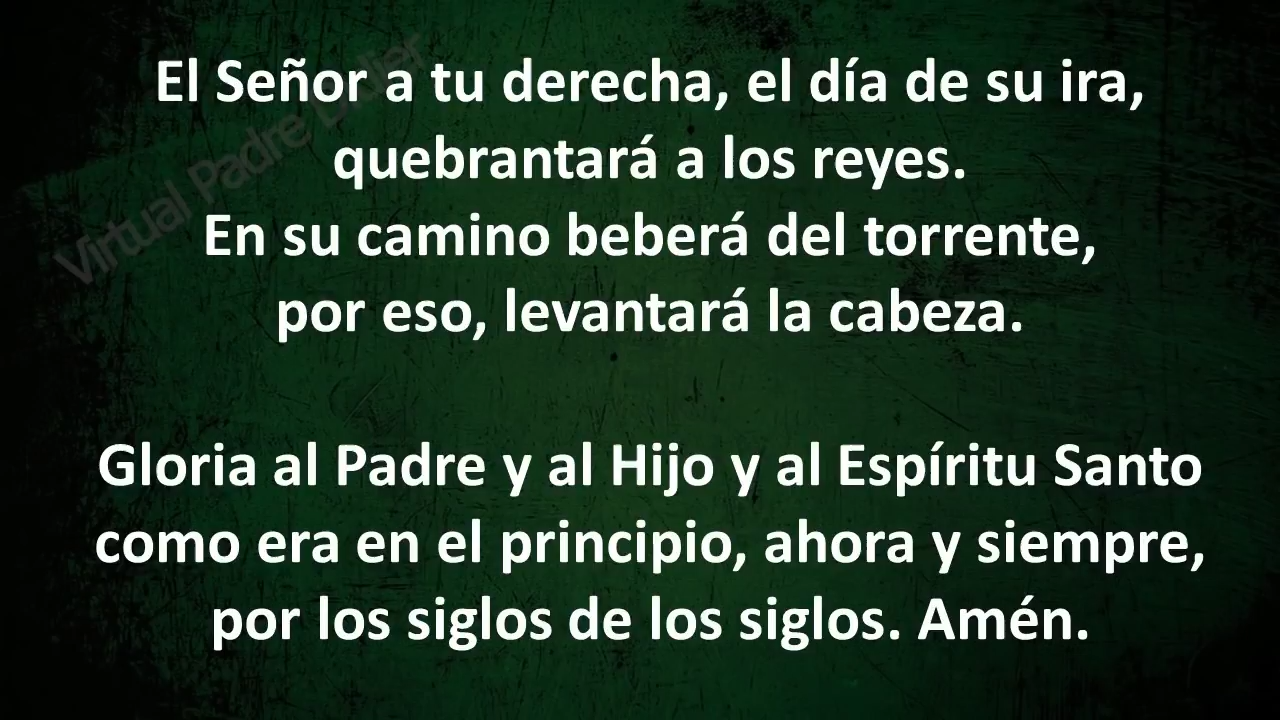 El Señor a tu derecha, el día de su ira,
quebrantará a los reyes.
En su camino beberá del torrente,
por eso, levantará la cabeza.
Gloria al Padre y al Hijo y al Espíritu Santo
como era en el principio, ahora y siempre,
por los siglos de los siglos. Amén.
Virtual Padre